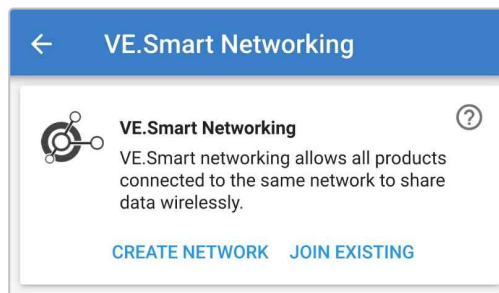 VE.Smart Networking
VE.Smart Networking
VE.Smart networking allows all products
connected to the same network to share
data wirelessly.
CREATE NETWORK JOIN EXISTING